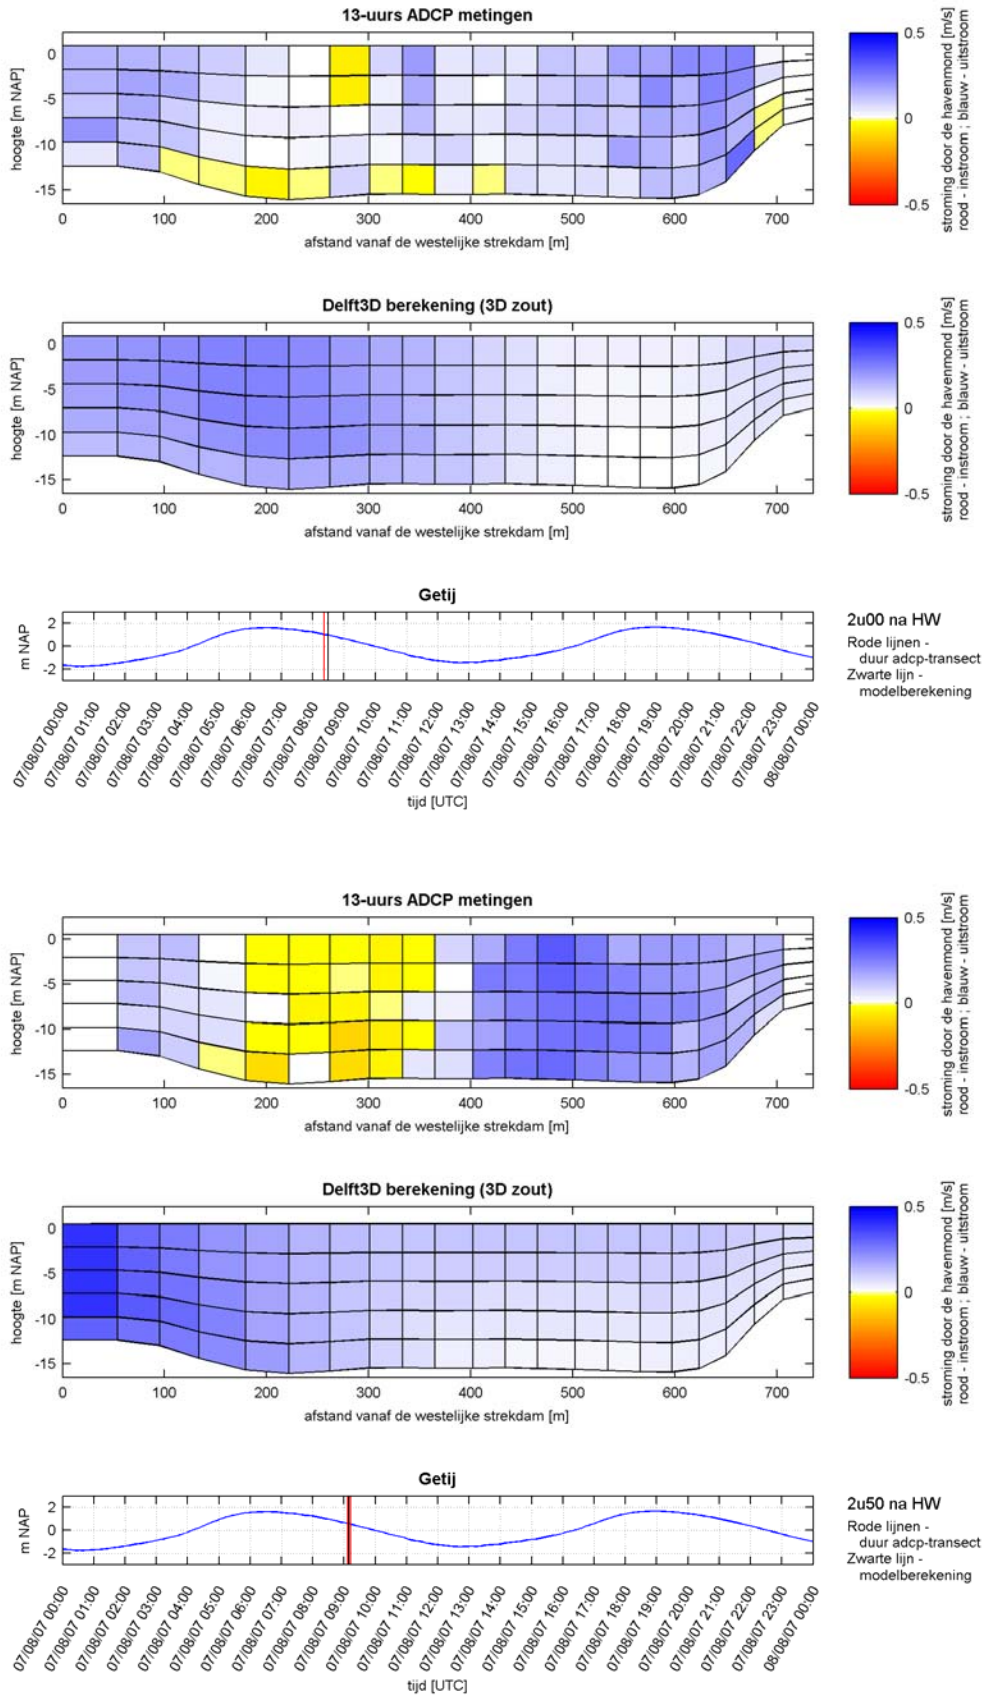 13-uurs ADCP metingen
hoogte [m NAP]
0
-5
-10
-15
0 100 200 300 400 500 600 700
afstand vanaf de westelijke strekdam [m]
0.5
0
-0.5
stroming door de havenmond [m/s]
rood - instroom ; blauw - uitstroom
Delft3D berekening (3D zout)
hoogte [m NAP]
0
-5
-10
-15
0 100 200 300 400 500 600 700
afstand vanaf de westelijke strekdam [m]
0.5
0
-0.5
stroming door de havenmond [m/s]
rood - instroom ; blauw - uitstroom
Getij
m NAP
2
0
-2
07/08/07 00:00
07/08/07 01:00
07/08/07 02:00
07/08/07 03:00
07/08/07 04:00
07/08/07 05:00
07/08/07 06:00
07/08/07 07:00
07/08/07 08:00
07/08/07 09:00
07/08/07 10:00
07/08/07 11:00
07/08/07 12:00
07/08/07 13:00
07/08/07 14:00
07/08/07 15:00
07/08/07 16:00
07/08/07 17:00
07/08/07 18:00
07/08/07 19:00
07/08/07 20:00
07/08/07 21:00
07/08/07 22:00
07/08/07 23:00
08/08/07 00:00
tijd [UTC]
2u00 na HW
Rode lijnen -
duur adcp-transect
Zwarte lijn -
modelberekening
13-uurs ADCP metingen
hoogte [m NAP]
0
-5
-10
-15
0 100 200 300 400 500 600 700
afstand vanaf de westelijke strekdam [m]
0.5
0
-0.5
stroming door de havenmond [m/s]
rood - instroom ; blauw - uitstroom
Delft3D berekening (3D zout)
hoogte [m NAP]
0
-5
-10
-15
0 100 200 300 400 500 600 700
afstand vanaf de westelijke strekdam [m]
0.5
0
-0.5
stroming door de havenmond [m/s]
rood - instroom ; blauw - uitstroom
Getij
m NAP
2
0
-2
07/08/07 00:00
07/08/07 01:00
07/08/07 02:00
07/08/07 03:00
07/08/07 04:00
07/08/07 05:00
07/08/07 06:00
07/08/07 07:00
07/08/07 08:00
07/08/07 09:00
07/08/07 10:00
07/08/07 11:00
07/08/07 12:00
07/08/07 13:00
07/08/07 14:00
07/08/07 15:00
07/08/07 16:00
07/08/07 17:00
07/08/07 18:00
07/08/07 19:00
07/08/07 20:00
07/08/07 21:00
07/08/07 22:00
07/08/07 23:00
08/08/07 00:00
tijd [UTC]
2u50 na HW
Rode lijnen -
duur adcp-transect
Zwarte lijn -
modelberekening